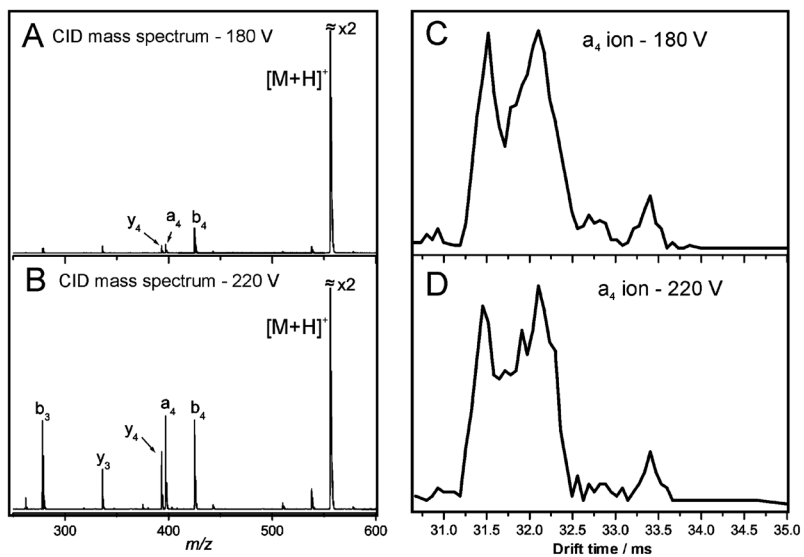 A CID mass spectrum - 180 V
≈x2
[M+H]⁺
y₄ a₄ b₄
B CID mass spectrum - 220 V
≈x2
[M+H]⁺
b₃ y₃ y₄ a₄ b₄
300 400 500 600
m/z
C a₄ ion - 180 V
D a₄ ion - 220 V
31.0 31.5 32.0 32.5 33.0 33.5 34.0 35.0
Drift time / ms